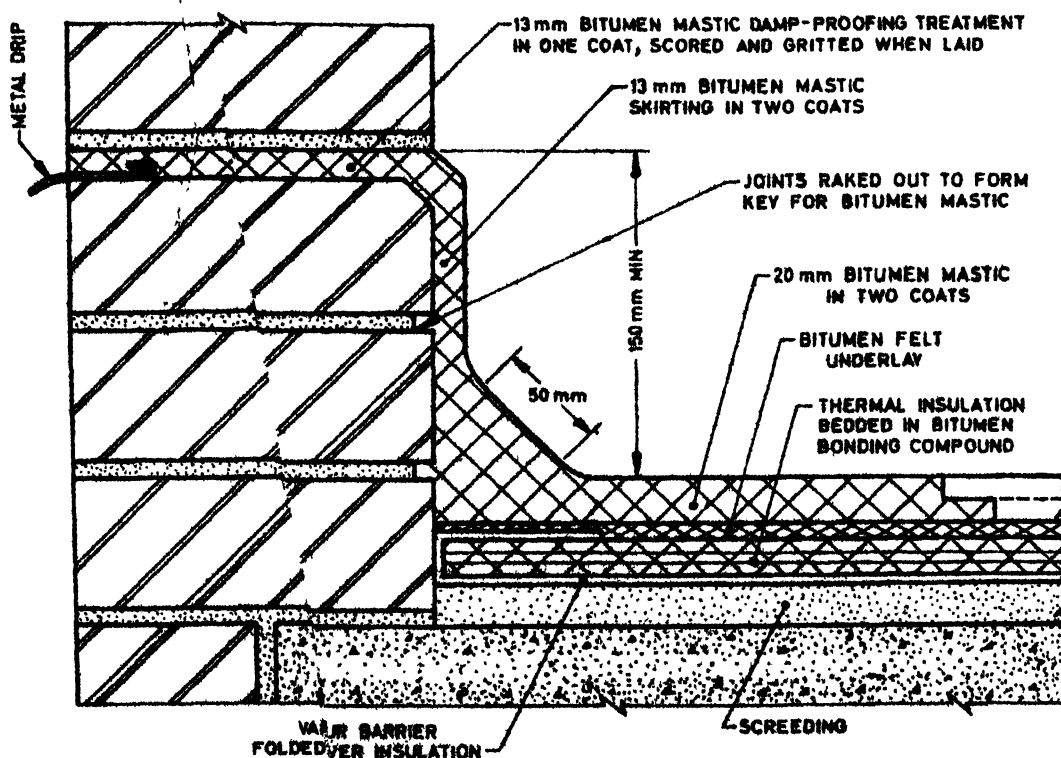 13 mm BITUMEN MASTIC DAMP-PROOFING TREATMENT
IN ONE COAT, SCORED AND GRITTED WHEN LAID
METAL DRIP
13 mm BITUMEN MASTIC
SKIRTING IN TWO COATS
JOINTS RAKED OUT TO FORM
KEY FOR BITUMEN MASTIC
150 mm MIN
20 mm BITUMEN MASTIC
IN TWO COATS
BITUMEN FELT
UNDERLAY
50 mm
THERMAL INSULATION
BEDDED IN BITUMEN
BONDING COMPOUND
BARRIER
FOLDED INSULATION
SCREEDING